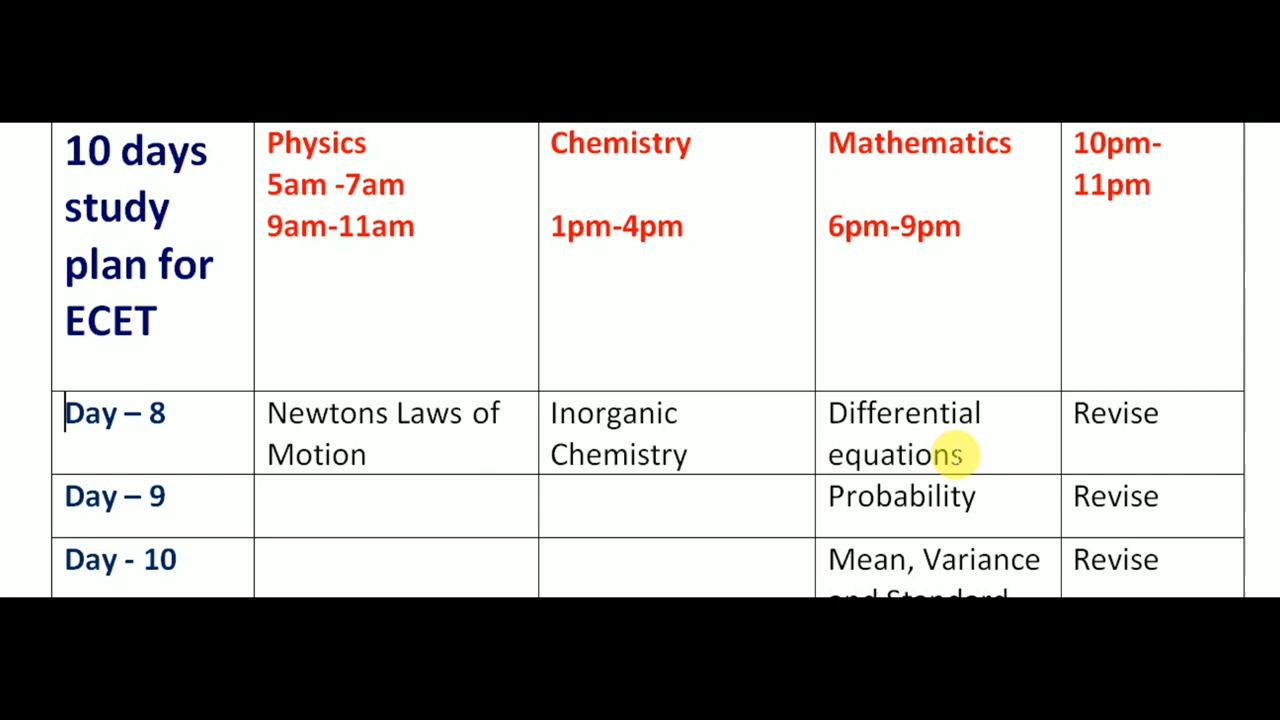 10 days
study
plan for
ECET
Physics
5am -7am
9am-11am
Chemistry
1pm-4pm
Mathematics
6pm-9pm
10pm-
11pm
Day – 8
Newtons Laws of
Motion
Inorganic
Chemistry
Differential
equations
Revise
Day – 9
Probability
Revise
Day - 10
Mean, Variance
and Standard
Revise